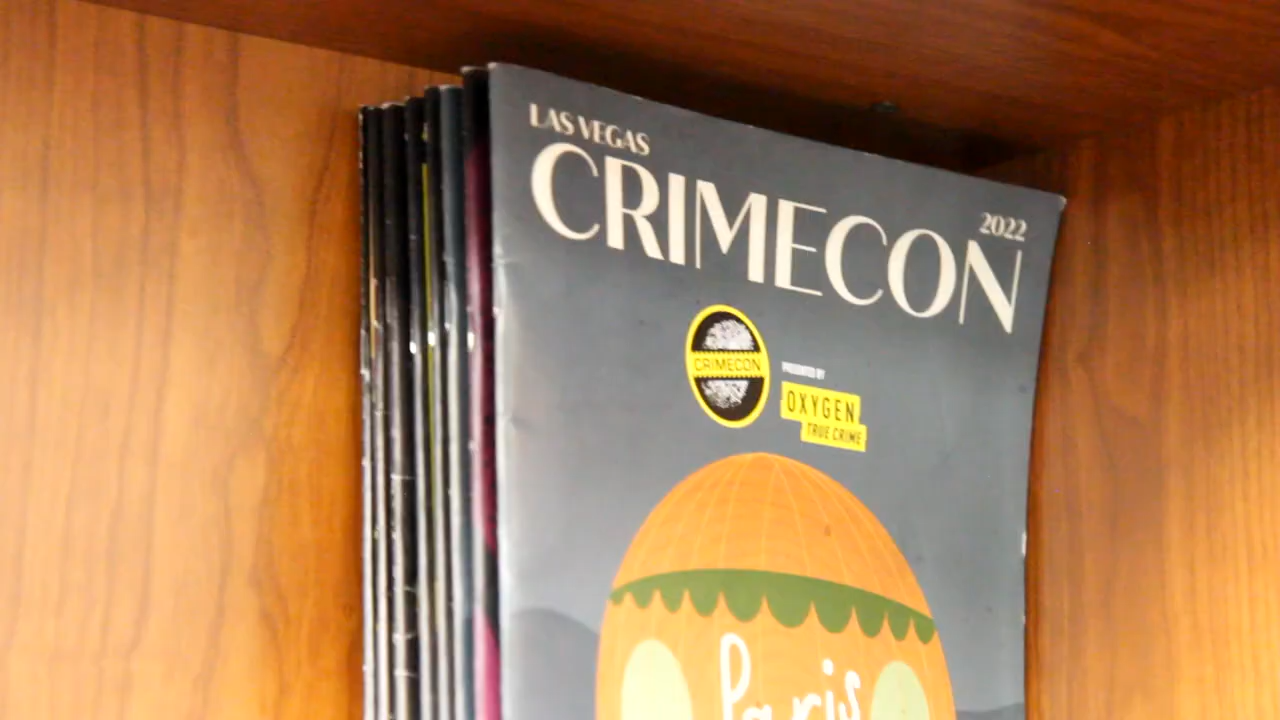 LAS VEGAS
CRIMECON
2022
CRIMECON
PRESENTED BY
OXYGEN
TRUE CRIME
Paris